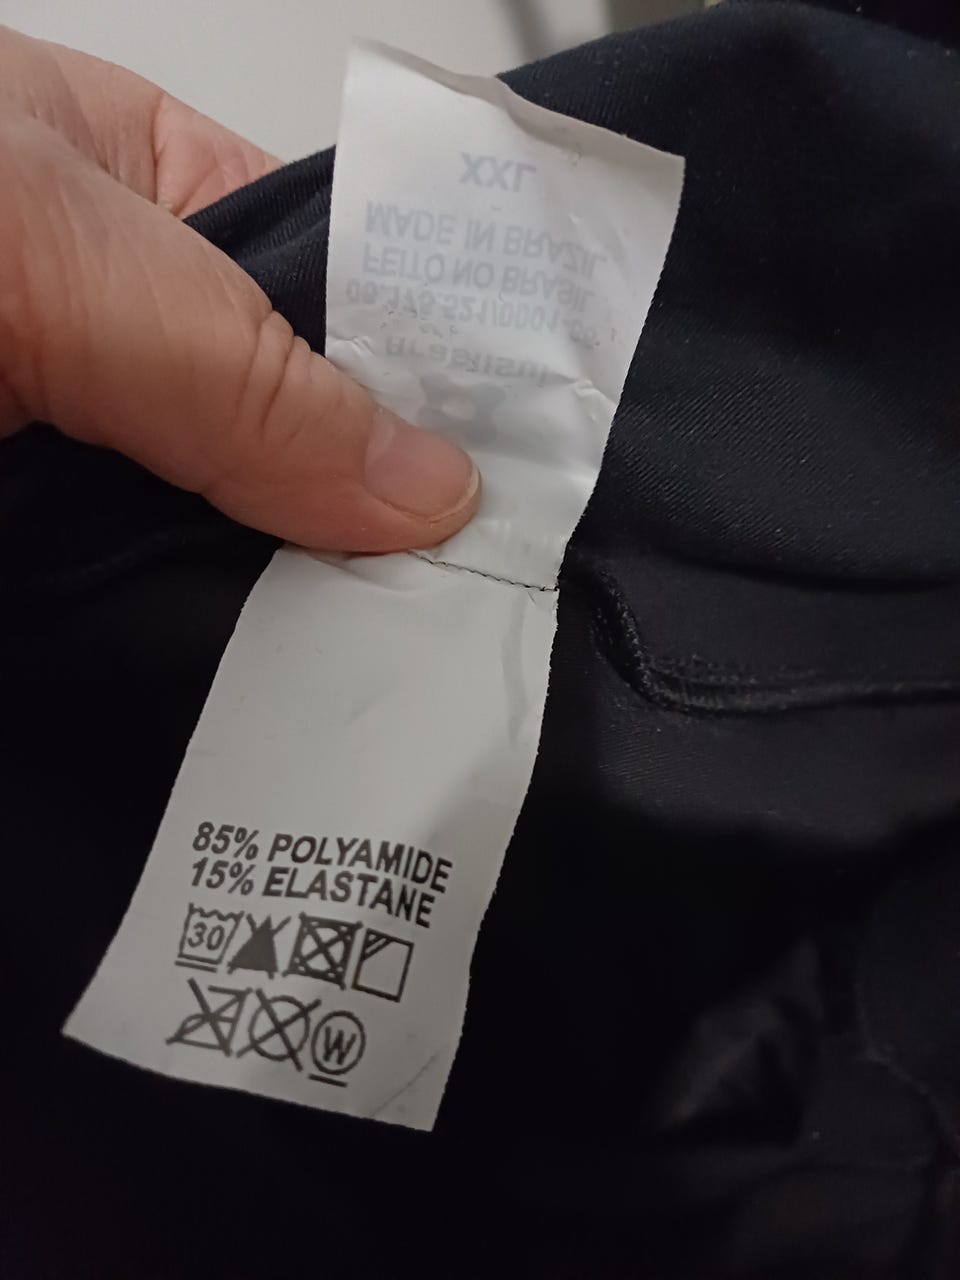 XXL
MADE IN BRAZIL
FEITO NO BRASIL
85% POLYAMIDE
15% ELASTANE
30
W